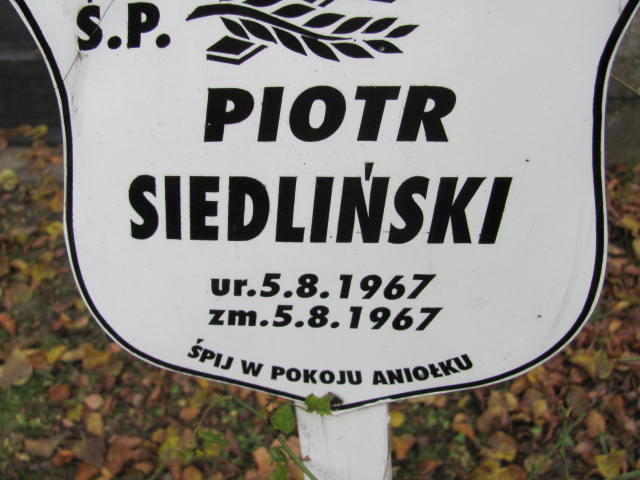 Ś.P.
PIOTR
SIEDLIŃSKI
ur.5.8.1967
zm.5.8.1967
ŚPIJ W POKOJU ANIOŁKU